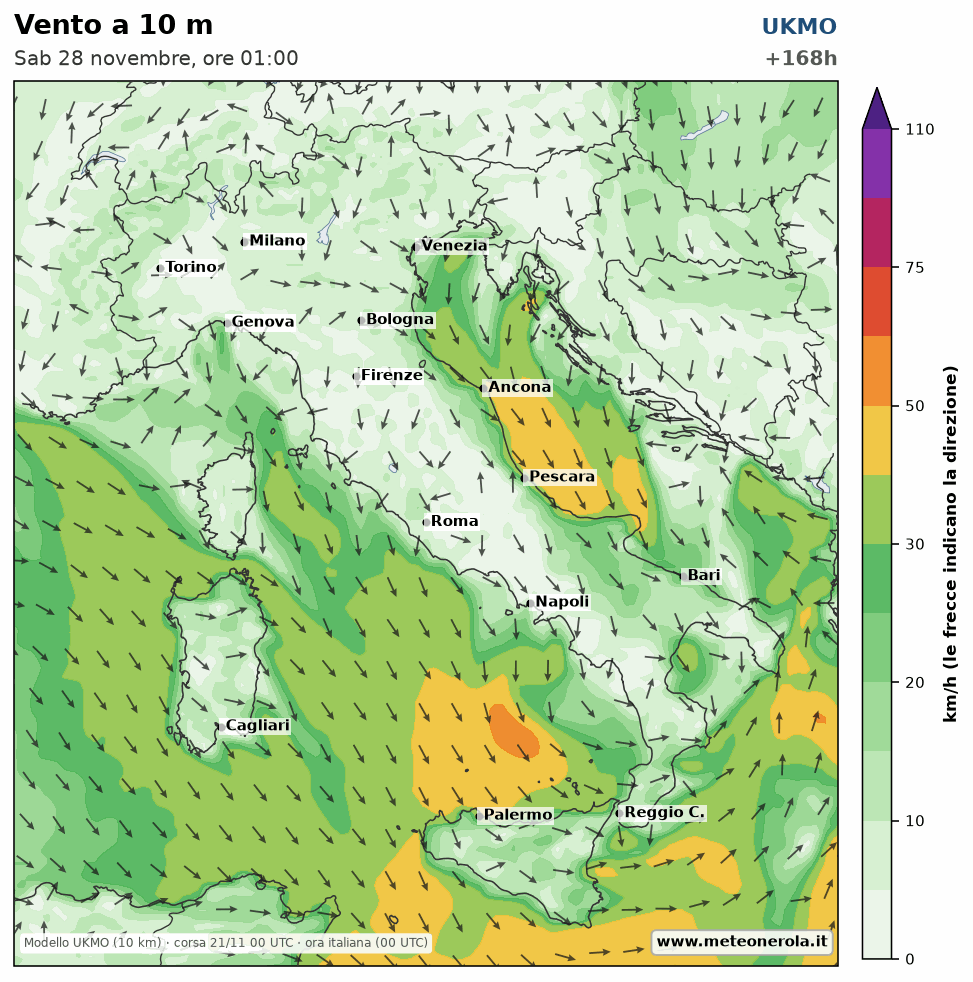 Vento a 10 m
UKMO
Sab 28 novembre, ore 01:00
+168h
110
75
50
30
20
10
0
km/h (le frecce indicano la direzione)
Venezia
Milano
Torino
Genova
Bologna
Firenze
Ancona
Pescara
Roma
Bari
Napoli
Cagliari
Palermo
Reggio C.
Modello UKMO (10 km) · corsa 21/11 00 UTC · ora italiana (00 UTC)
www.meteonerola.it